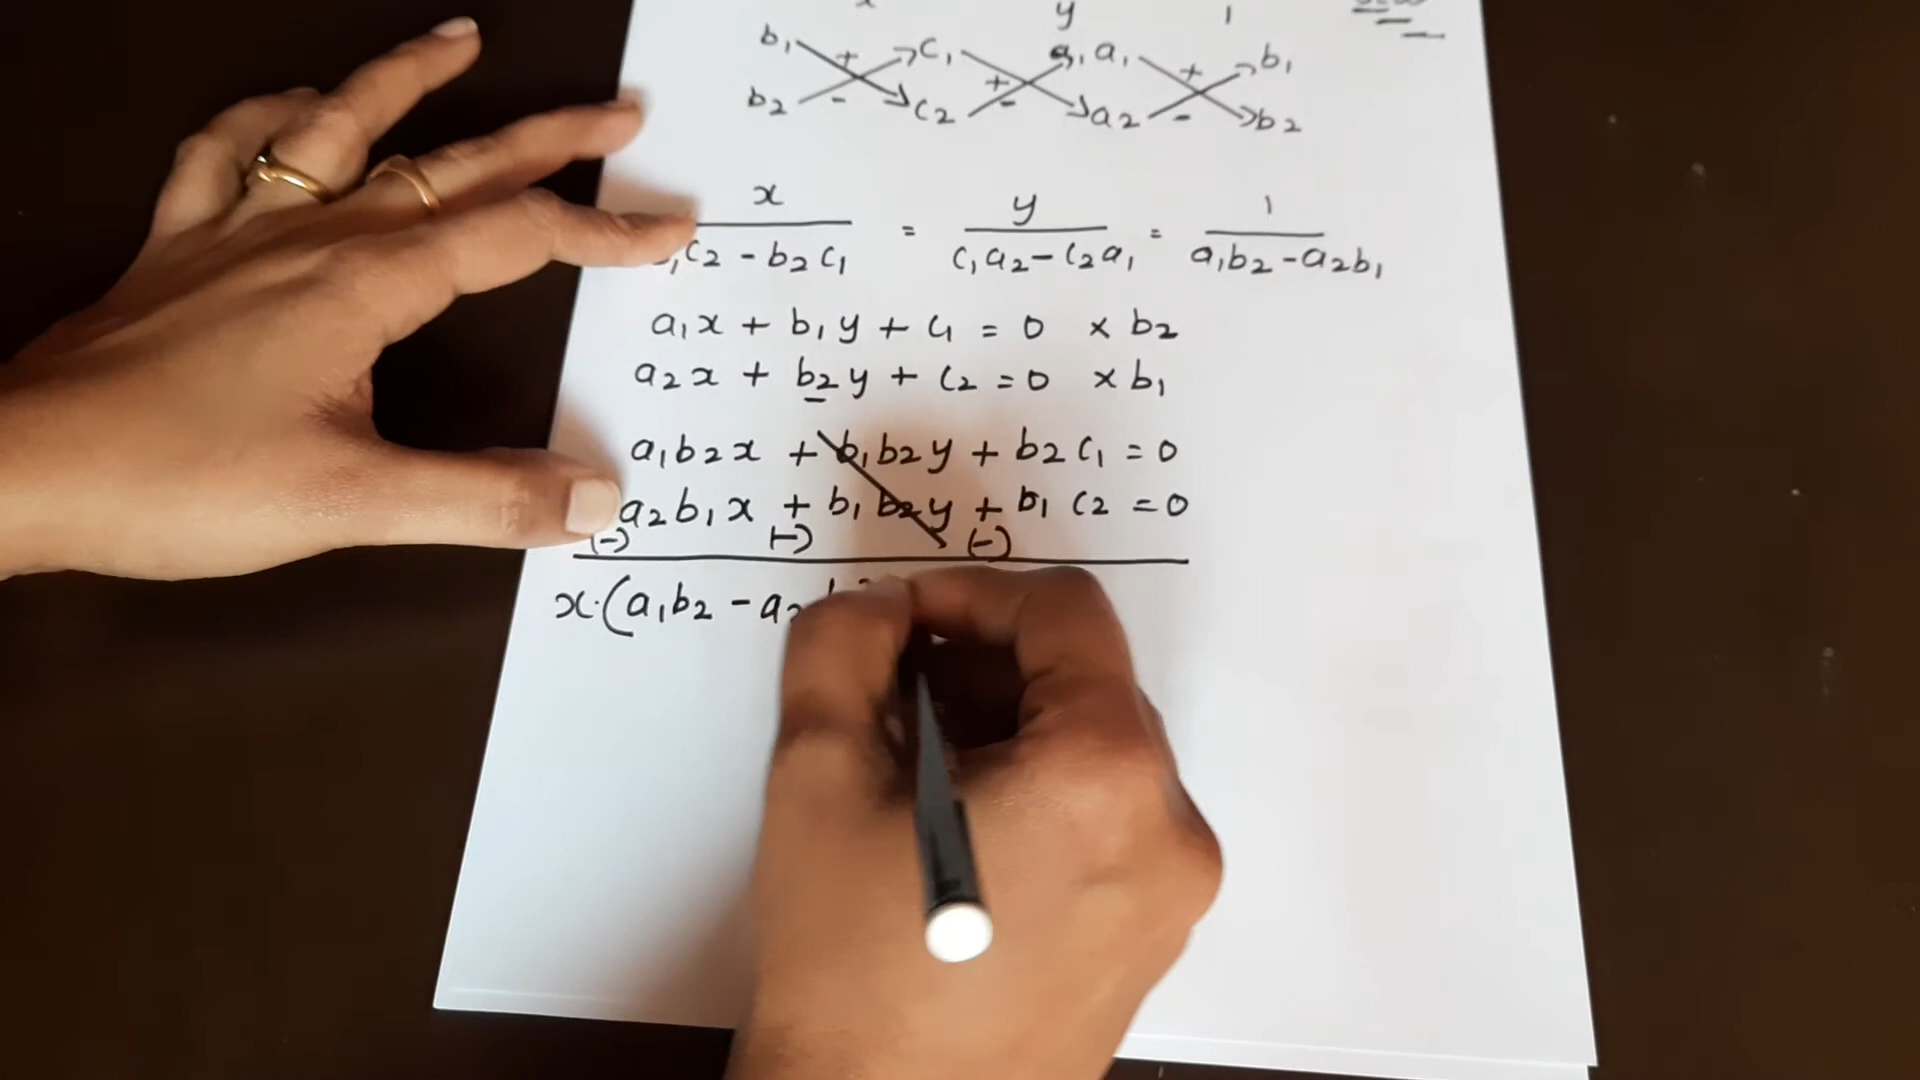 y 1
b₁ + c₁ + a₁ a₁ + b₁
b₂ - c₂ - a₂ - b₂
x y 1
c₂ - b₂c₁ = c₁a₂ - c₂a₁ = a₁b₂ - a₂b₁
a₁x + b₁y + c₁ = 0 × b₂
a₂x + b₂y + c₂ = 0 × b₁
a₁b₂x + b₁b₂y + b₂c₁ = 0
a₂b₁x + b₁b₂y + b₁c₂ = 0
(-) (-) (-)
x·(a₁b₂ - a₂